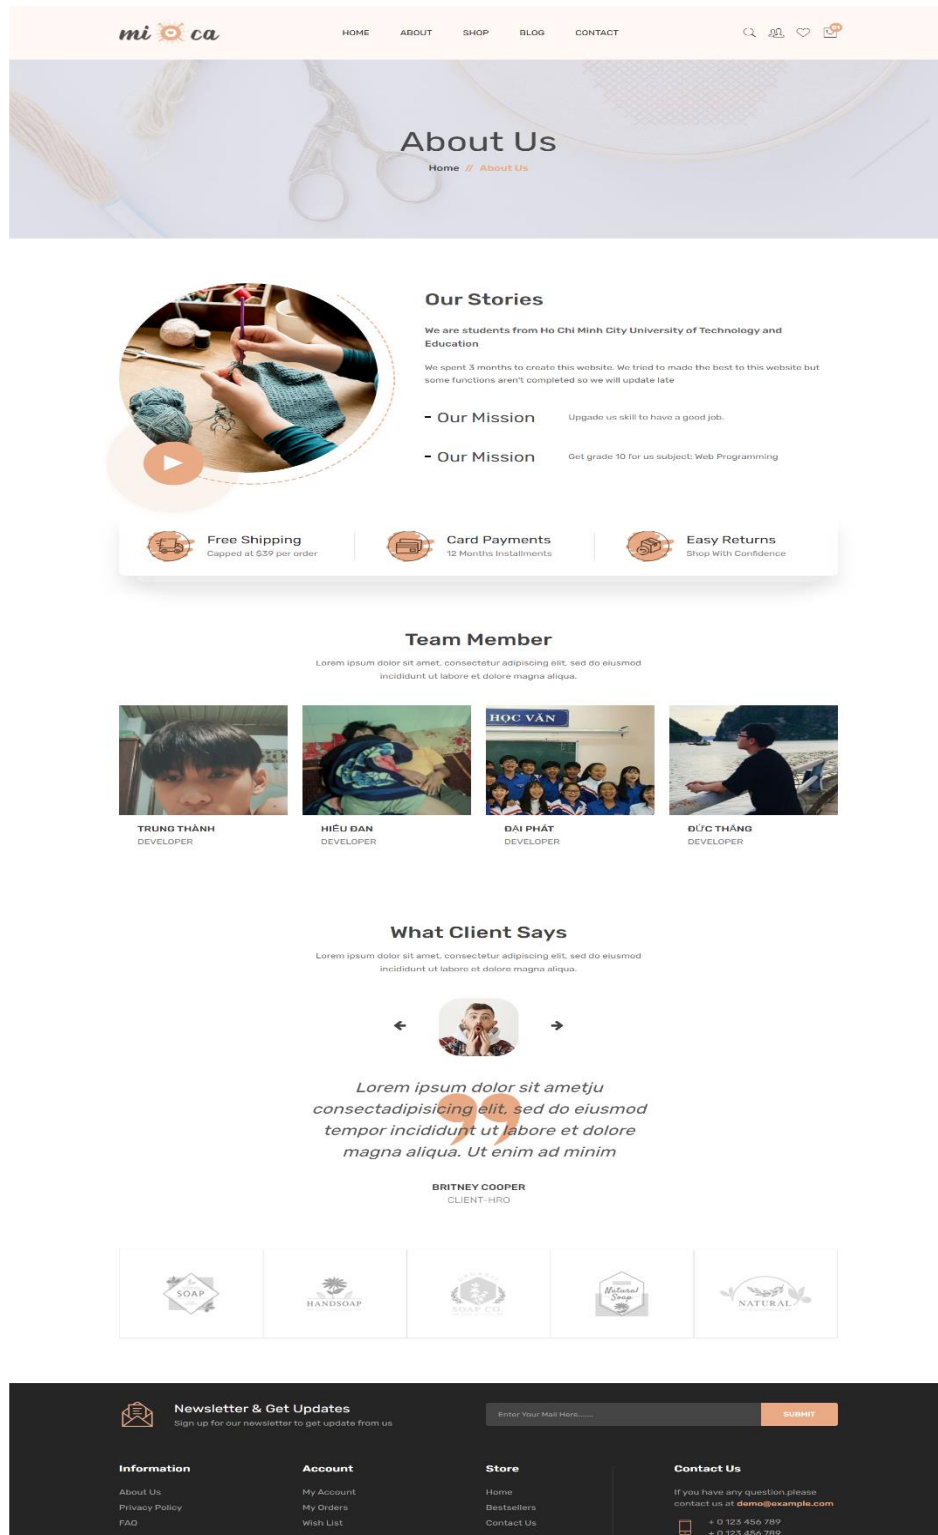 mi ca
HOME ABOUT SHOP BLOG CONTACT
About Us
Home // About Us
Our Stories
We are students from Ho Chi Minh City University of Technology and
Education
We spent 3 months to create this website. We tried to made the best to this website but
some functions aren't completed so we will update late
- Our Mission Upgade us skill to have a good job.
- Our Mission Get grade 10 for us subject: Web Programming
Free Shipping Card Payments Easy Returns
Capped at $39 per order 12 Months Installments Shop With Confidence
Team Member
Lorem ipsum dolor sit amet, consectetur adipiscing elit, sed do eiusmod
incididunt ut labore et dolore magna aliqua.
HỌC VĂN
TRUNG THÀNH HIẾU ĐAN ĐẠI PHÁT ĐỨC THẮNG
DEVELOPER DEVELOPER DEVELOPER DEVELOPER
What Client Says
Lorem ipsum dolor sit amet, consectetur adipiscing elit, sed do eiusmod
incididunt ut labore et dolore magna aliqua.
Lorem ipsum dolor sit ametju
consectadipisicing elit, sed do eiusmod
tempor incididunt ut labore et dolore
magna aliqua. Ut enim ad minim
BRITNEY COOPER
CLIENT-HRO
SOAP
HANDSOAP
ORGANIC
SOAP CO.
Natural
Soap
NATURAL
Newsletter & Get Updates
Sign up for our newsletter to get update from us
Enter Your Mail Here...... SUBMIT
Information Account Store Contact Us
About Us My Account Home If you have any question.please
Privacy Policy My Orders Bestsellers contact us at demo@example.com
FAQ Wish List Contact Us + 0 123 456 789
+ 0 123 456 789